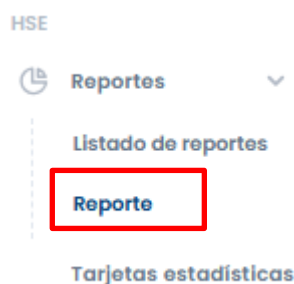 HSE
Reportes
Listado de reportes
Reporte
Tarjetas estadísticas